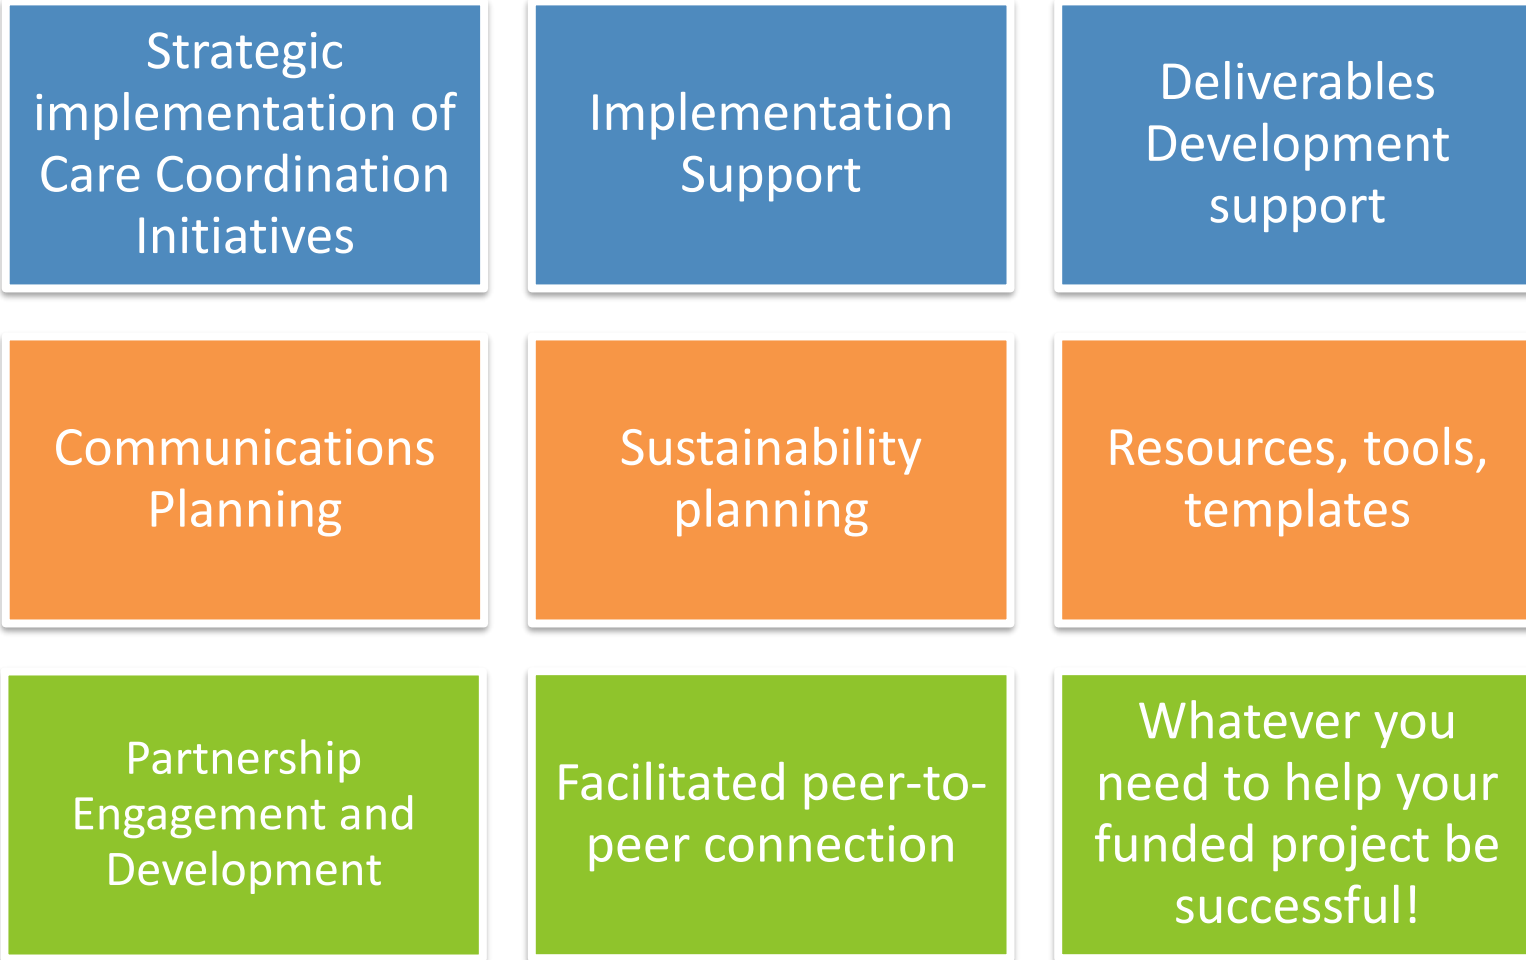 Strategic
implementation of
Care Coordination
Initiatives
Implementation
Support
Deliverables
Development
support
Communications
Planning
Sustainability
planning
Resources, tools,
templates
Partnership
Engagement and
Development
Facilitated peer-to-
peer connection
Whatever you
need to help your
funded project be
successful!